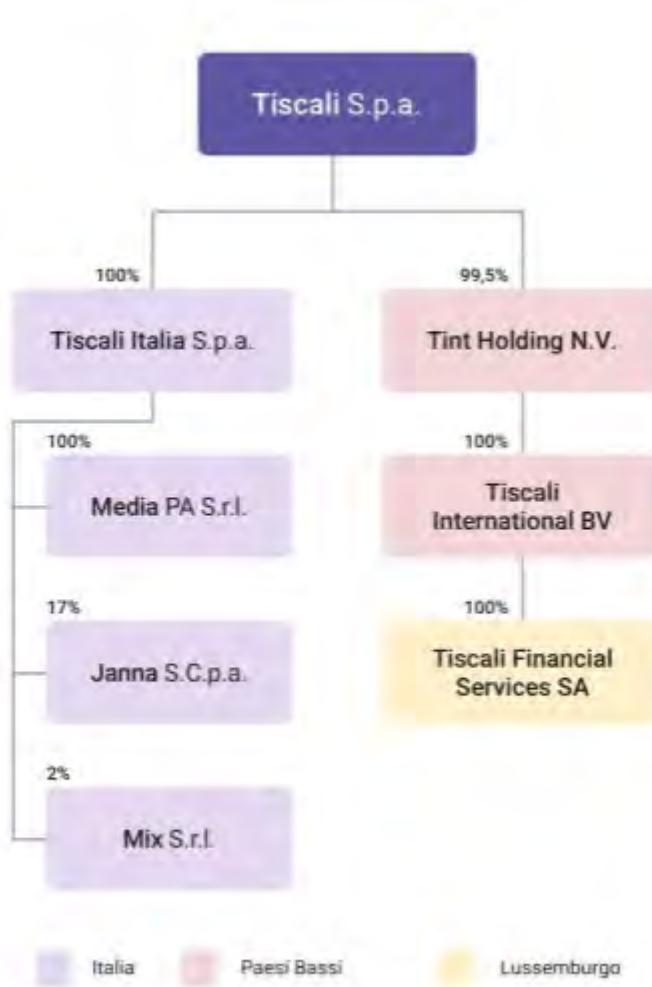 Tiscali S.p.a.
100%
99,5%
Tiscali Italia S.p.a.
Tint Holding N.V.
100%
100%
Media PA S.r.l.
Tiscali
International BV
17%
100%
Janna S.C.p.a.
Tiscali Financial
Services SA
2%
Mix S.r.l.
Italia
Paesi Bassi
Lussemburgo